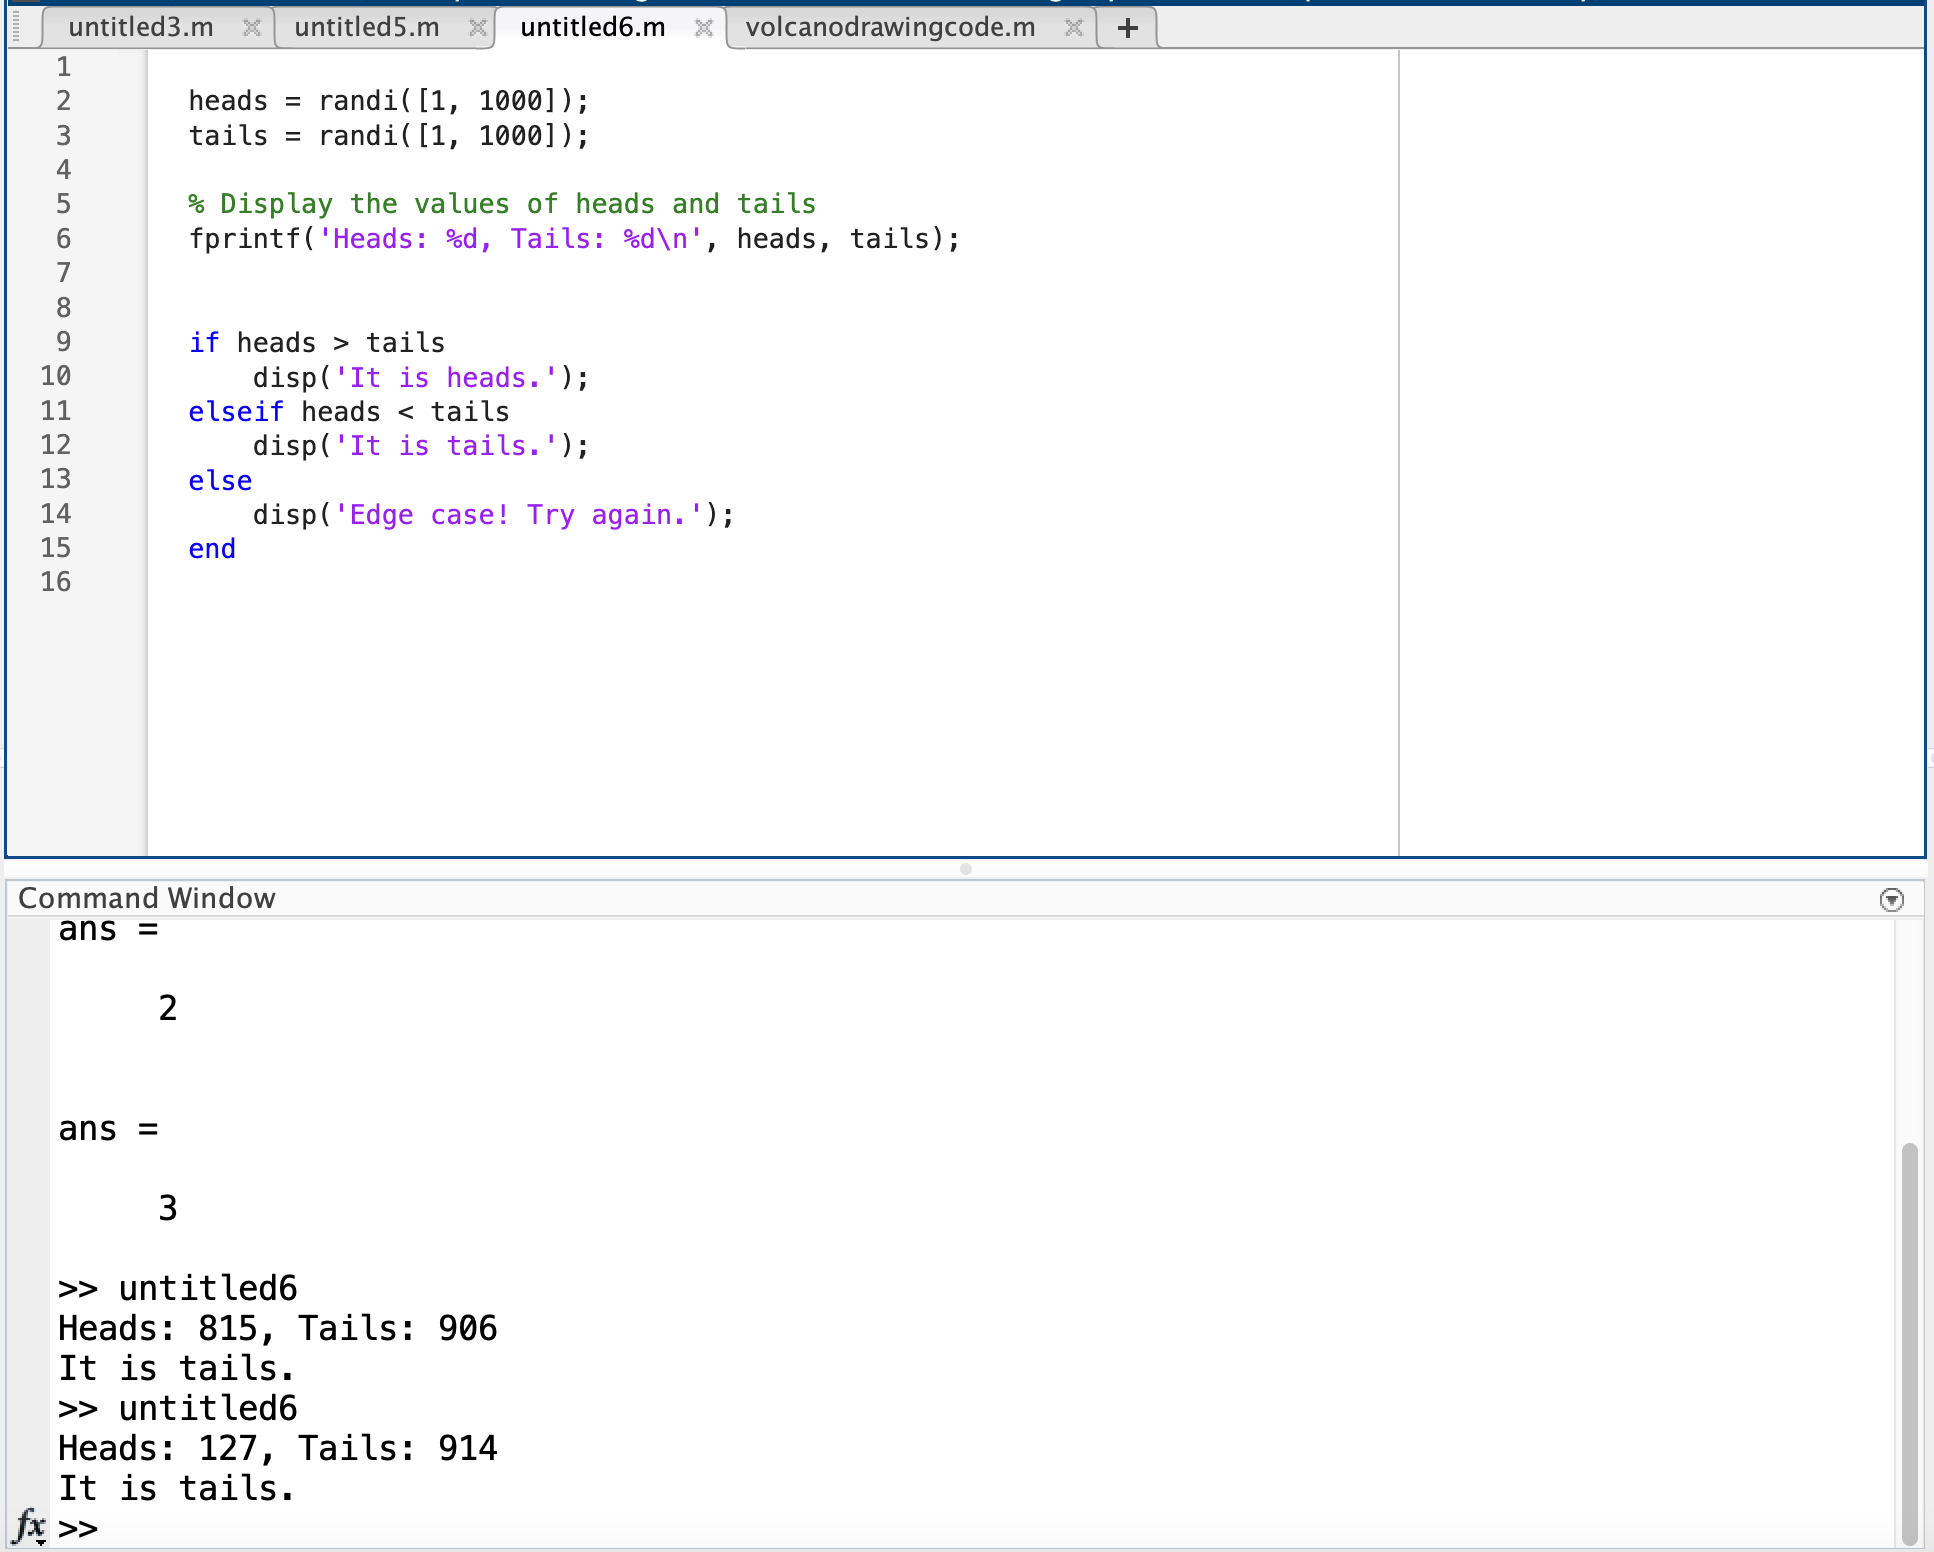 untitled3.m untitled5.m untitled6.m volcanodrawingcode.m +
1
2 heads = randi([1, 1000]);
3 tails = randi([1, 1000]);
4
5 % Display the values of heads and tails
6 fprintf('Heads: %d, Tails: %d\n', heads, tails);
7
8
9 if heads > tails
10 disp('It is heads.');
11 elseif heads < tails
12 disp('It is tails.');
13 else
14 disp('Edge case! Try again.');
15 end
16
Command Window
ans =
2
ans =
3
>> untitled6
Heads: 815, Tails: 906
It is tails.
>> untitled6
Heads: 127, Tails: 914
It is tails.
fx >>